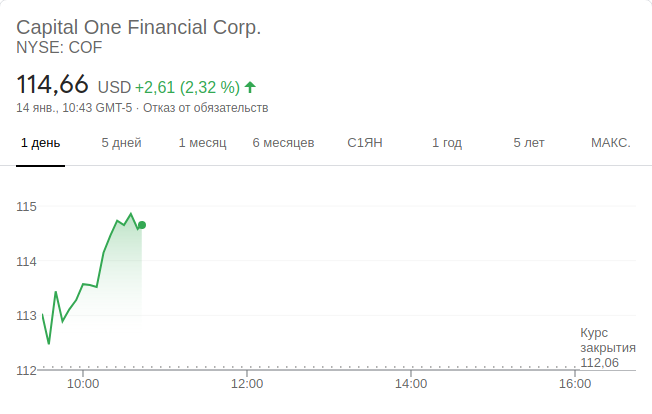 Capital One Financial Corp.
NYSE: COF
114,66 USD +2,61 (2,32 %)
14 янв., 10:43 GMT-5 · Отказ от обязательств
1 день 5 дней 1 месяц 6 месяцев С1ЯН 1 год 5 лет МАКС.
115
114
113
112
Курс
закрытия
112,06
10:00 12:00 14:00 16:00